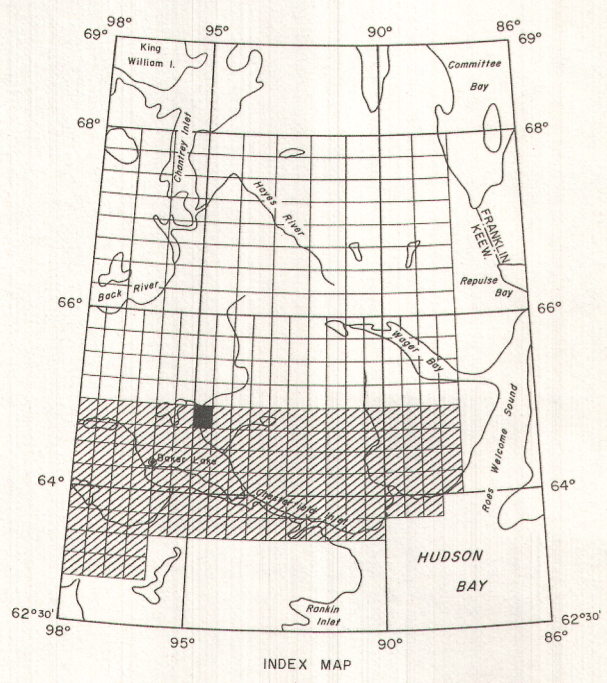 98°
95°
90°
86°
69°
69°
King
William I.
Committee
Bay
68°
68°
Chantrey Inlet
Hayes
River
FRANKLIN
KEEW.
Back River
Repulse
Bay
66°
66°
Wager Bay
Roes Welcome Sound
Baker Lake
64°
64°
Chesterfield Inlet
HUDSON
BAY
Rankin
Inlet
62°30'
62°30'
98°
95°
90°
86°
INDEX MAP